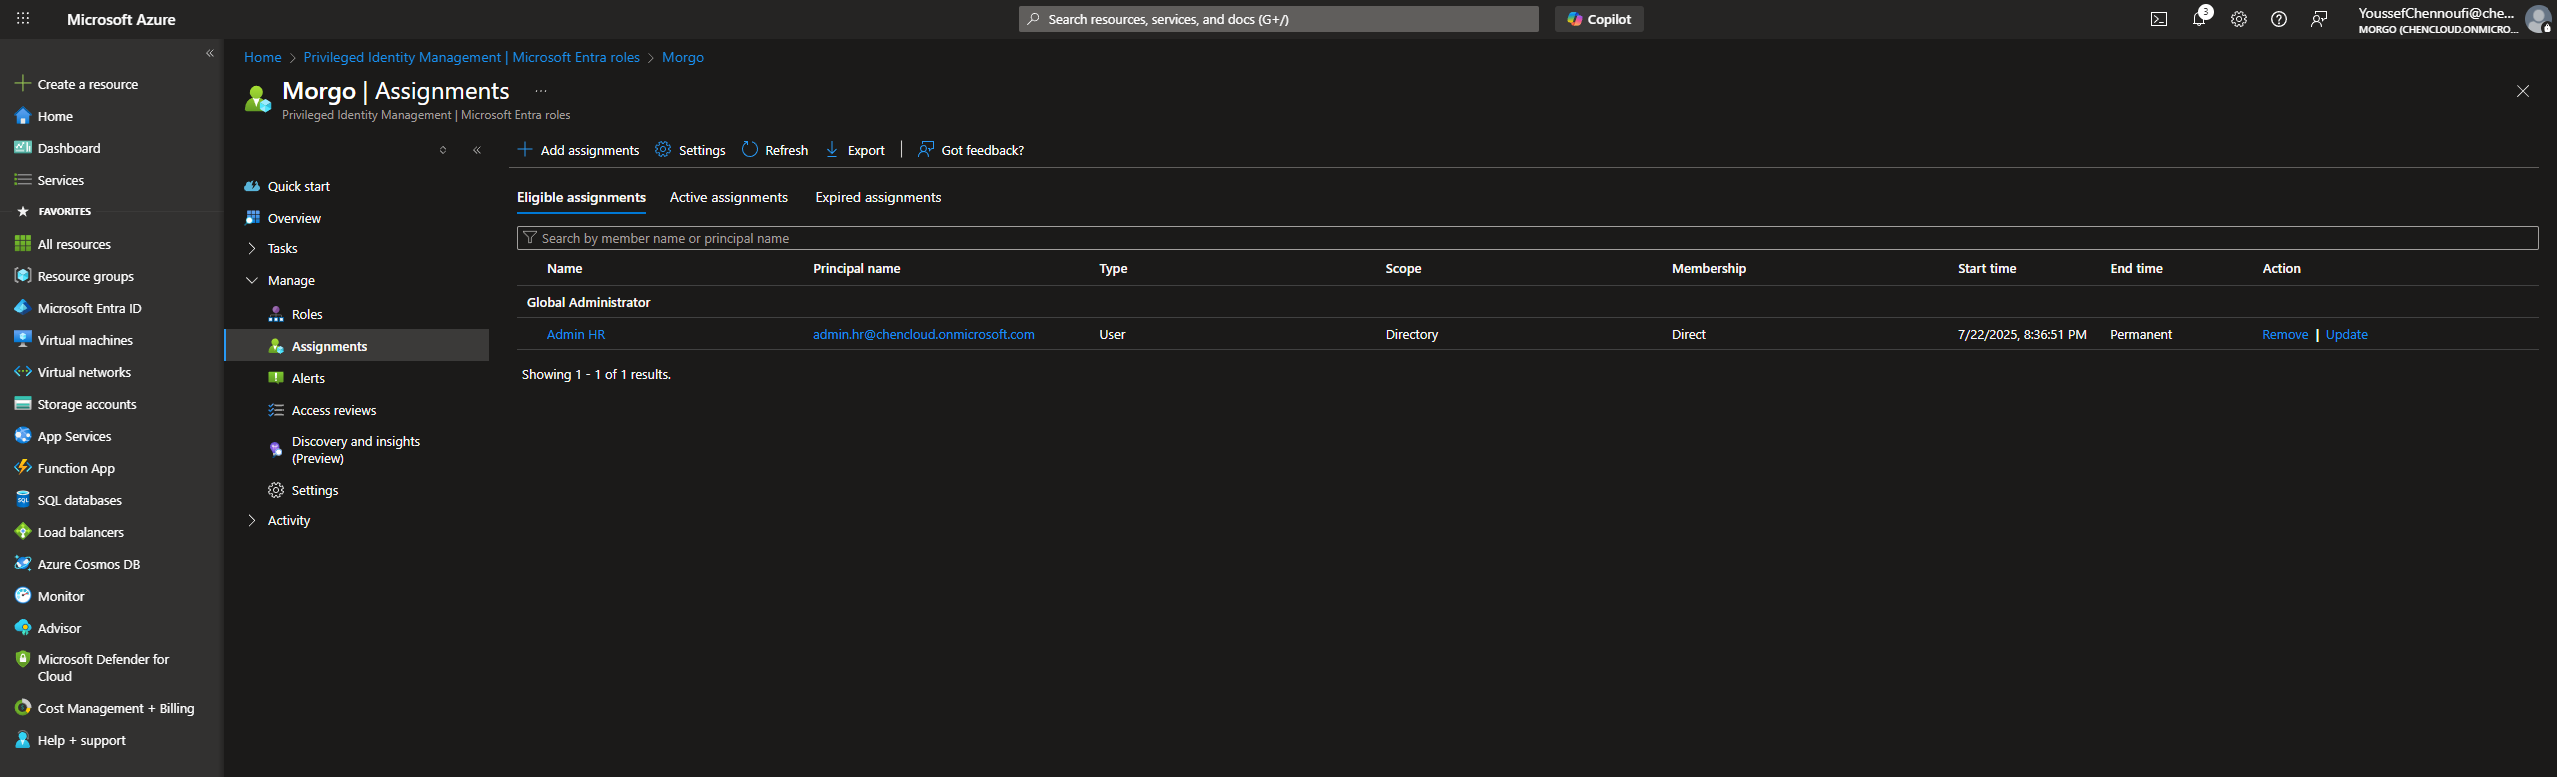 Microsoft Azure
Search resources, services, and docs (G+/)
Copilot
3
YoussefChennoufi@che...
MORGO (CHENCLOUD.ONMICRO...
Create a resource
Home
Dashboard
Services
FAVORITES
All resources
Resource groups
Microsoft Entra ID
Virtual machines
Virtual networks
Storage accounts
App Services
Function App
SQL databases
Load balancers
Azure Cosmos DB
Monitor
Advisor
Microsoft Defender for
Cloud
Cost Management + Billing
Help + support
Home > Privileged Identity Management | Microsoft Entra roles > Morgo
Morgo | Assignments ...
Privileged Identity Management | Microsoft Entra roles
Quick start
Overview
Tasks
Manage
Roles
Assignments
Alerts
Access reviews
Discovery and insights
(Preview)
Settings
Activity
Add assignments Settings Refresh Export | Got feedback?
Eligible assignments Active assignments Expired assignments
Search by member name or principal name
Name Principal name Type Scope Membership Start time End time Action
Global Administrator
Admin HR admin.hr@chencloud.onmicrosoft.com User Directory Direct 7/22/2025, 8:36:51 PM Permanent Remove | Update
Showing 1 - 1 of 1 results.